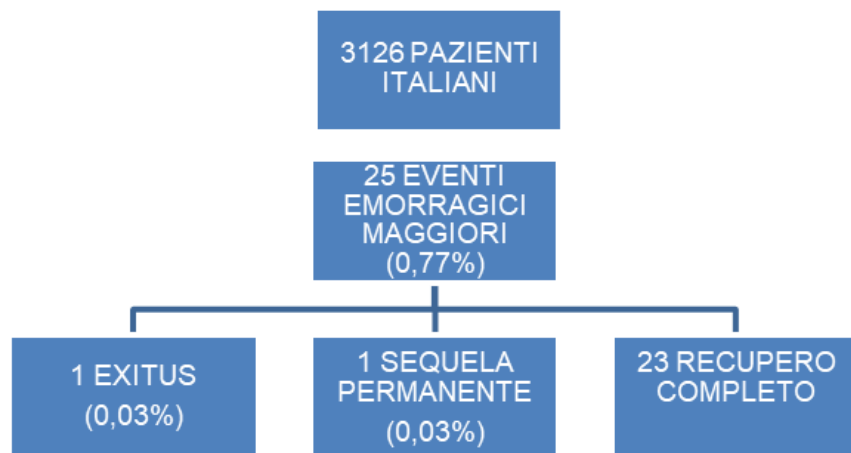 3126 PAZIENTI
ITALIANI
25 EVENTI
EMORRAGICI
MAGGIORI
(0,77%)
1 EXITUS
(0,03%)
1 SEQUELA
PERMANENTE
(0,03%)
23 RECUPERO
COMPLETO